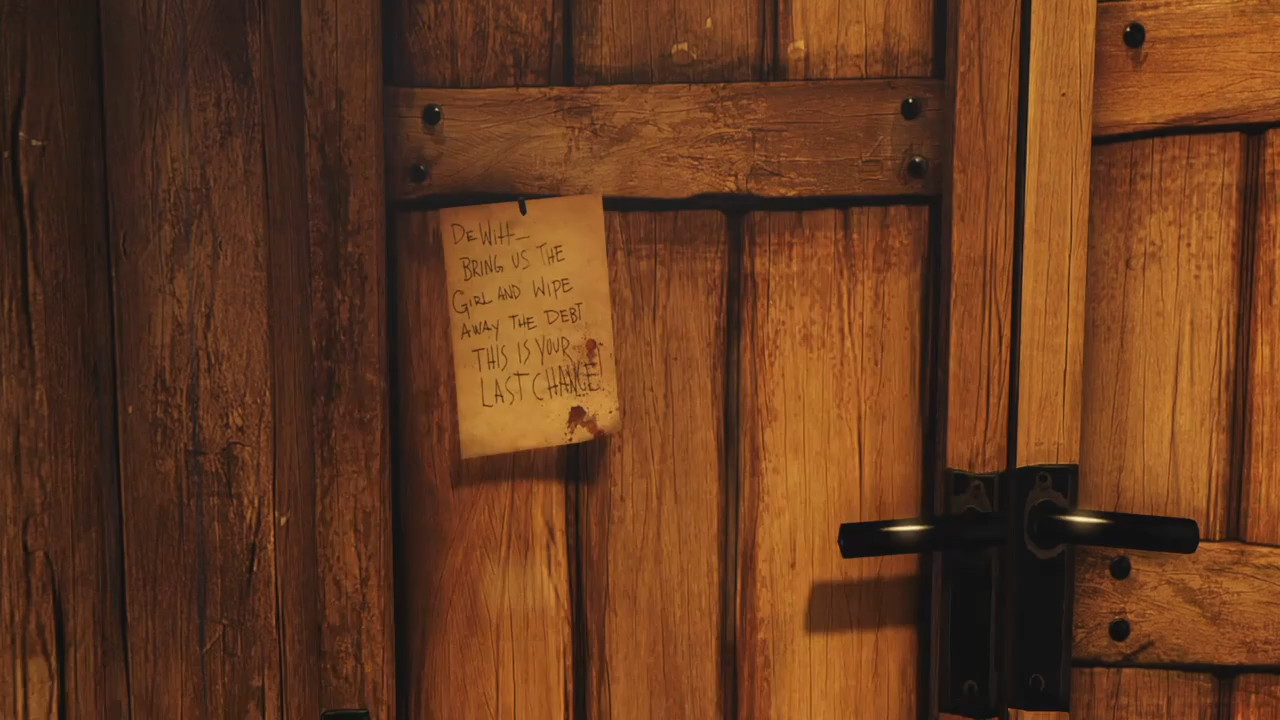 DeWitt—
BRING US THE
GIRL AND WIPE
AWAY THE DEBT
THIS IS YOUR
LAST CHANCE!